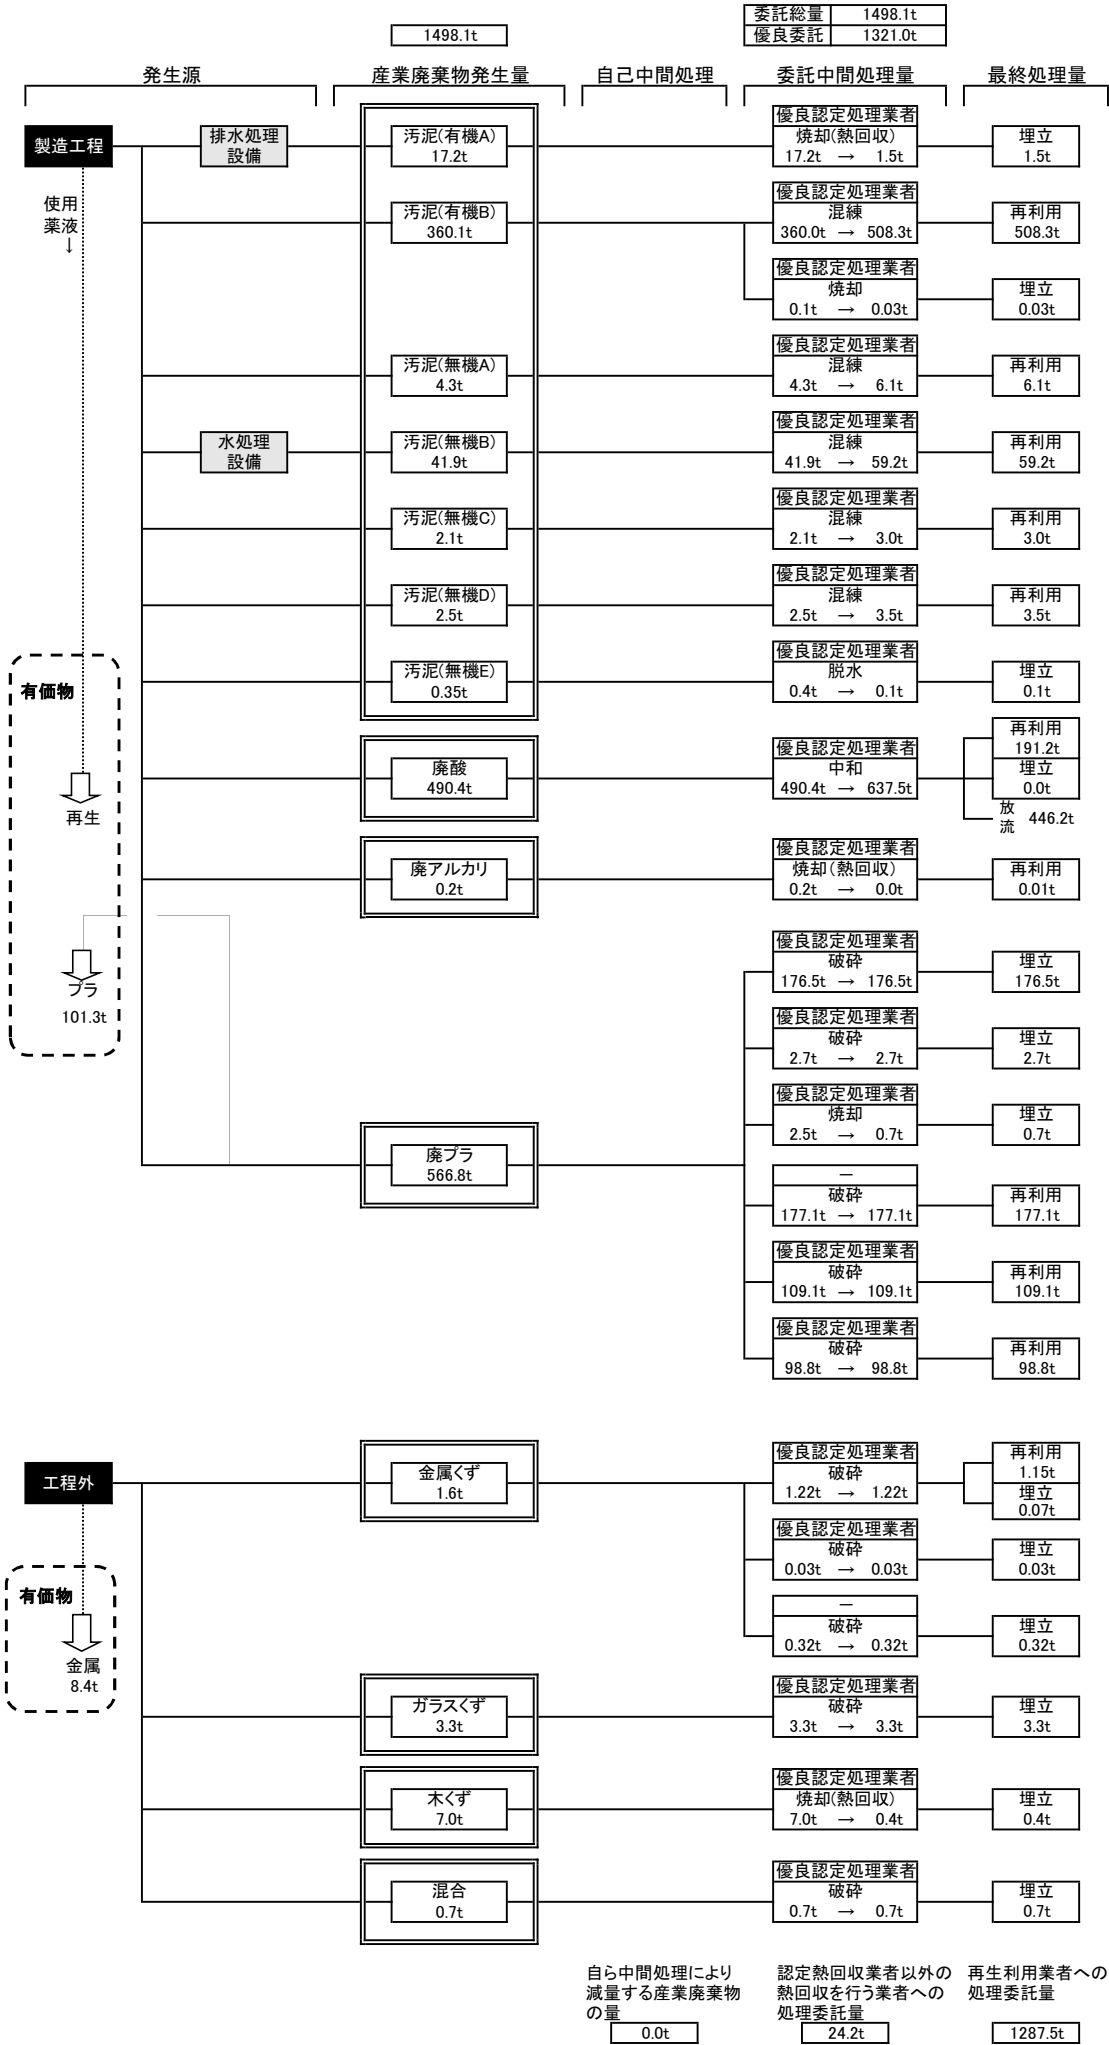 委託総量 1498.1t
1498.1t
優良委託 1321.0t
発生源 産業廃棄物発生量 自己中間処理 委託中間処理量 最終処理量
優良認定処理業者
製造工程 排水処理 汚泥(有機A) 焼却(熱回収) 埋立
設備 17.2t 17.2t → 1.5t 1.5t
使用
薬液
↓
優良認定処理業者
汚泥(有機B) 混練 再利用
360.1t 360.0t → 508.3t 508.3t
優良認定処理業者
焼却 埋立
0.1t → 0.03t 0.03t
優良認定処理業者
汚泥(無機A) 混練 再利用
4.3t 4.3t → 6.1t 6.1t
優良認定処理業者
水処理 汚泥(無機B) 混練 再利用
設備 41.9t 41.9t → 59.2t 59.2t
優良認定処理業者
汚泥(無機C) 混練 再利用
2.1t 2.1t → 3.0t 3.0t
優良認定処理業者
汚泥(無機D) 混練 再利用
2.5t 2.5t → 3.5t 3.5t
優良認定処理業者
有価物 汚泥(無機E) 脱水 埋立
0.35t 0.4t → 0.1t 0.1t
再利用
優良認定処理業者 191.2t
廃酸 中和 埋立
490.4t 490.4t → 637.5t 0.0t
再生 放流 446.2t
優良認定処理業者
廃アルカリ 焼却(熱回収) 再利用
0.2t 0.2t → 0.0t 0.01t
優良認定処理業者
破砕 埋立
176.5t → 176.5t 176.5t
プラ
101.3t
優良認定処理業者
破砕 埋立
2.7t → 2.7t 2.7t
優良認定処理業者
焼却 埋立
2.5t → 0.7t 0.7t
廃プラ
566.8t
－
破砕 再利用
177.1t → 177.1t 177.1t
優良認定処理業者
破砕 再利用
109.1t → 109.1t 109.1t
優良認定処理業者
破砕 再利用
98.8t → 98.8t 98.8t
優良認定処理業者 再利用
工程外 金属くず 破砕 1.15t
1.6t 1.22t → 1.22t 埋立
0.07t
優良認定処理業者
破砕 埋立
0.03t → 0.03t 0.03t
有価物
－
破砕 埋立
0.32t → 0.32t 0.32t
金属
8.4t
優良認定処理業者
ガラスくず 破砕 埋立
3.3t 3.3t → 3.3t 3.3t
優良認定処理業者
木くず 焼却(熱回収) 埋立
7.0t 7.0t → 0.4t 0.4t
優良認定処理業者
混合 破砕 埋立
0.7t 0.7t → 0.7t 0.7t
自ら中間処理により 認定熱回収業者以外の 再生利用業者への
減量する産業廃棄物 熱回収を行う業者への 処理委託量
の量 処理委託量
0.0t 24.2t 1287.5t